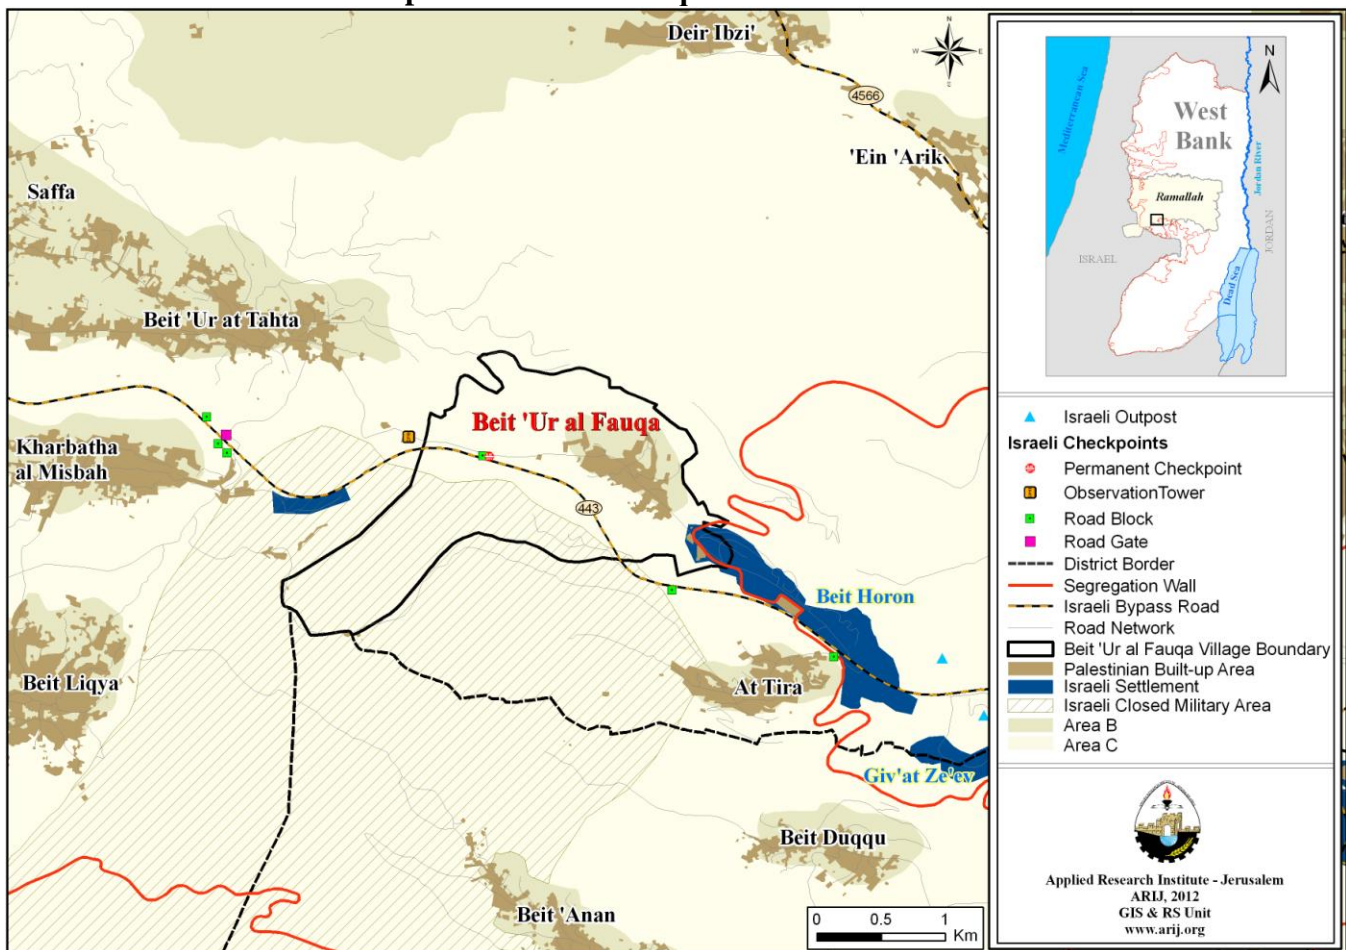 Deir Ibzi'
4566
'Ein 'Arik
Saffa
Beit 'Ur at Tahta
Beit 'Ur al Fauqa
Kharbatha
al Misbah
443
Beit Horon
Beit Liqya
At Tira
Giv'at Ze'ev
Beit Duqqu
Beit 'Anan
N
W
E
S
0
0.5
1
Km
N
Mediterranean Sea
West
Bank
Jordan River
Ramallah
ISRAEL
JORDAN
Dead Sea
Israeli Outpost
Israeli Checkpoints
Permanent Checkpoint
ObservationTower
Road Block
Road Gate
District Border
Segregation Wall
Israeli Bypass Road
Road Network
Beit 'Ur al Fauqa Village Boundary
Palestinian Built-up Area
Israeli Settlement
Israeli Closed Military Area
Area B
Area C
Applied Research Institute - Jerusalem
ARIJ, 2012
GIS & RS Unit
www.arij.org